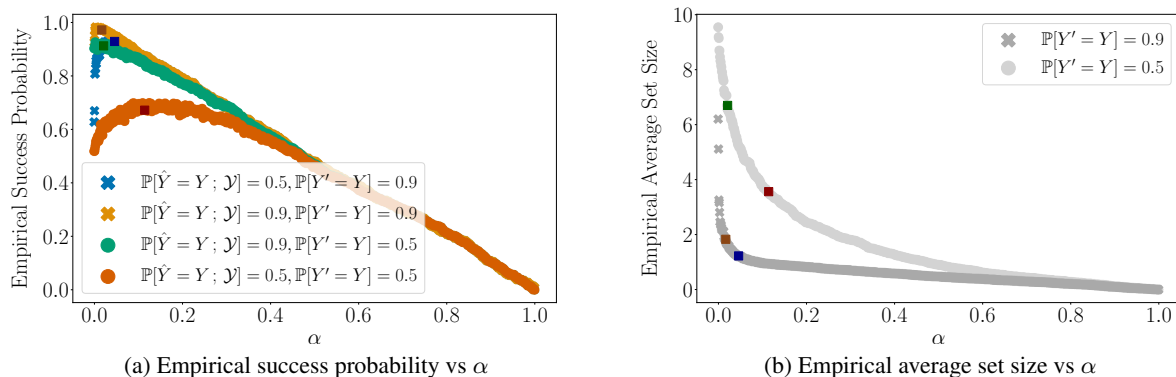 Empirical Success Probability
1.0
0.8
0.6
0.4
0.2
0.0
ℙ[Ŷ = Y ; 𝒴] = 0.5, ℙ[Y′ = Y] = 0.9
ℙ[Ŷ = Y ; 𝒴] = 0.9, ℙ[Y′ = Y] = 0.9
ℙ[Ŷ = Y ; 𝒴] = 0.9, ℙ[Y′ = Y] = 0.5
ℙ[Ŷ = Y ; 𝒴] = 0.5, ℙ[Y′ = Y] = 0.5
0.0 0.2 0.4 0.6 0.8 1.0
α
(a) Empirical success probability vs α
Empirical Average Set Size
10
8
6
4
2
0
ℙ[Y′ = Y] = 0.9
ℙ[Y′ = Y] = 0.5
0.0 0.2 0.4 0.6 0.8 1.0
α
(b) Empirical average set size vs α